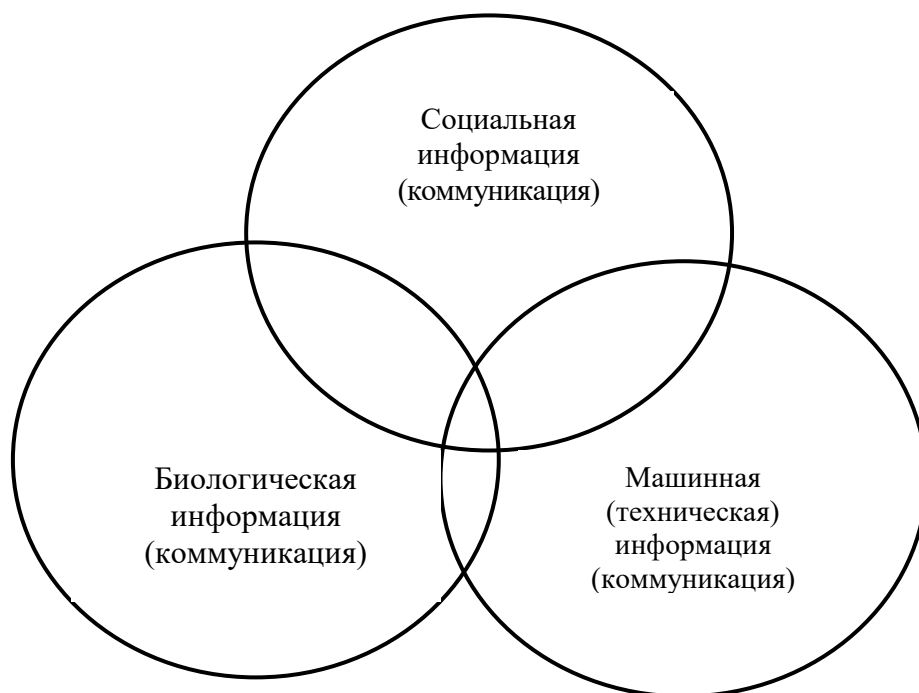 Социальная
информация
(коммуникация)
Биологическая
информация
(коммуникация)
Машинная
(техническая)
информация
(коммуникация)